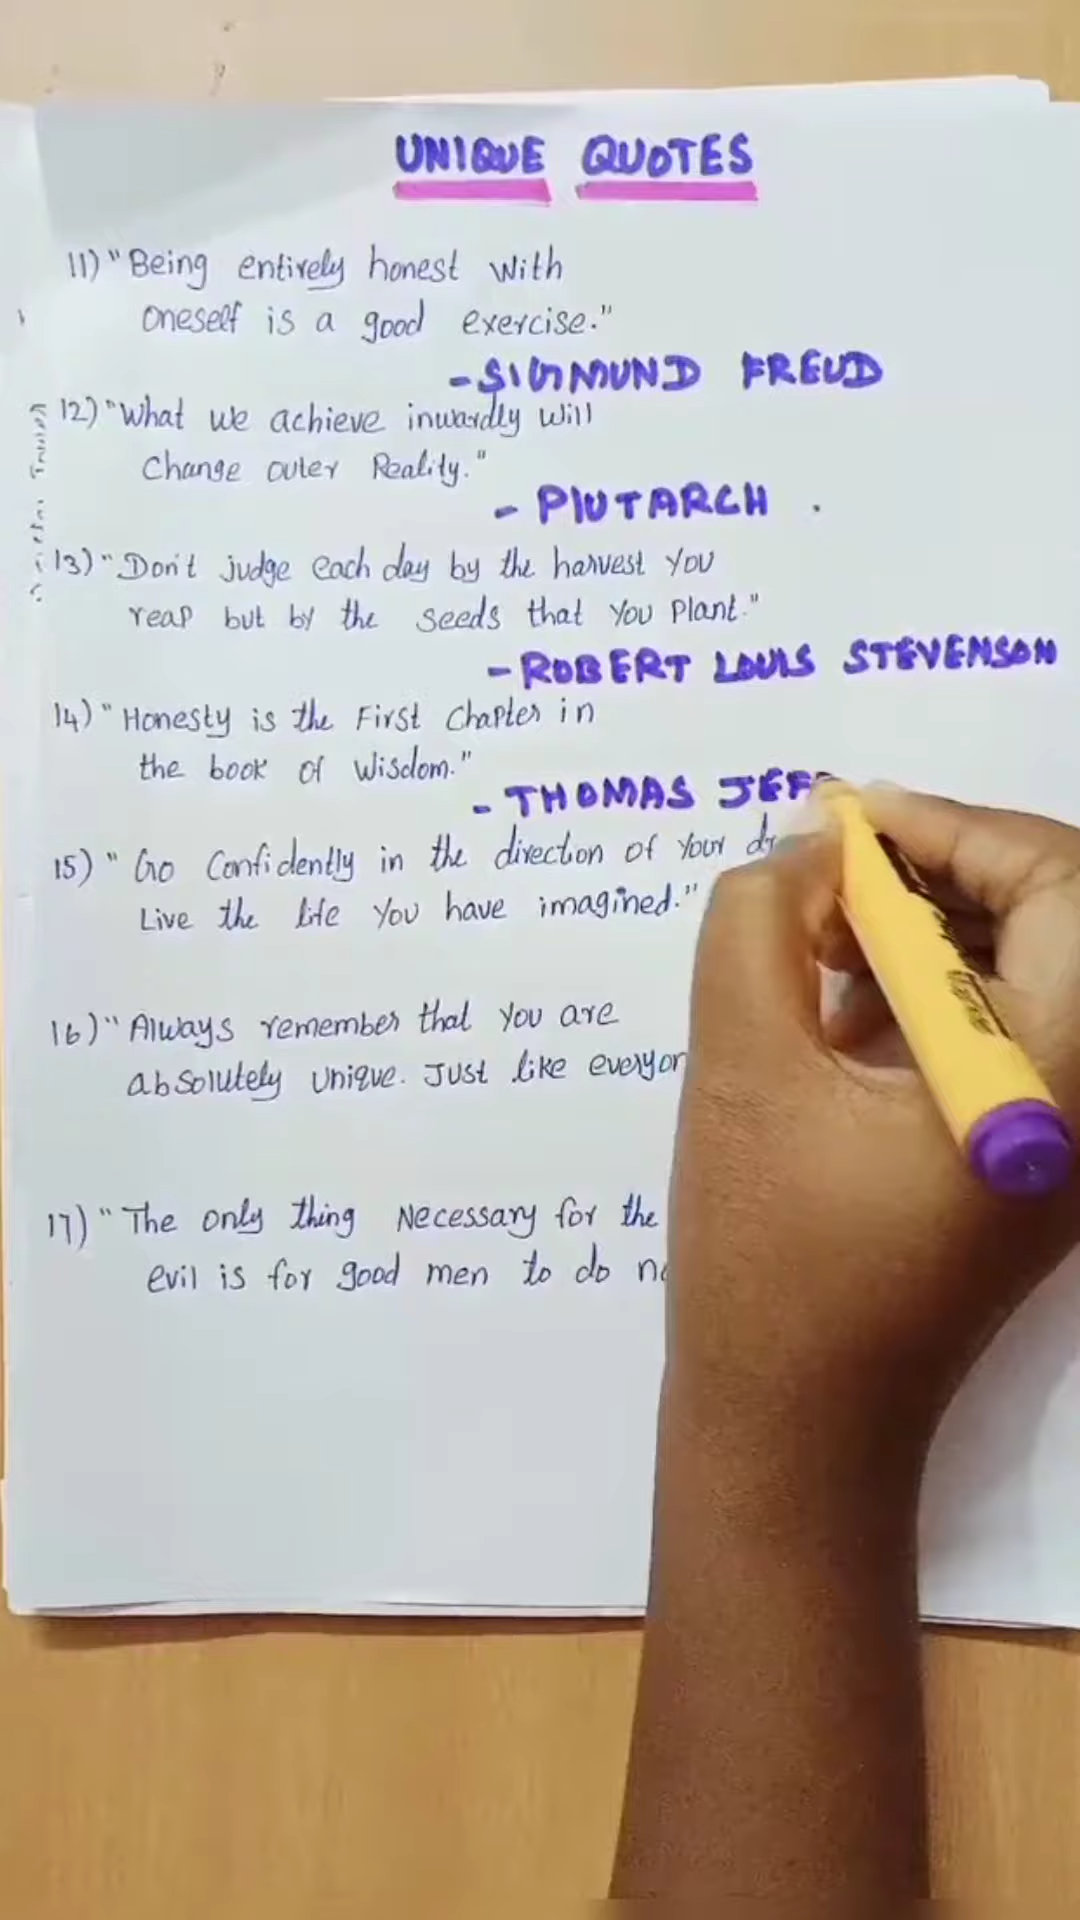 UNIQUE QUOTES
11) "Being entirely honest with
oneself is a good exercise."
- SIGMUND FREUD
12) "What we achieve inwardly will
Change outer Reality."
- PlUTARCH .
13) "Don't judge each day by the harvest you
reap but by the seeds that you plant."
- ROBERT LOUIS STEVENSON
14) "Honesty is the First Chapter in
the book of Wisdom."
- THOMAS JEF
15) "Go Confidently in the direction of your
Live the life you have imagined."
16) "Always remember that you are
absolutely unique. Just like
17) "The only thing Necessary for the
evil is for good men to do